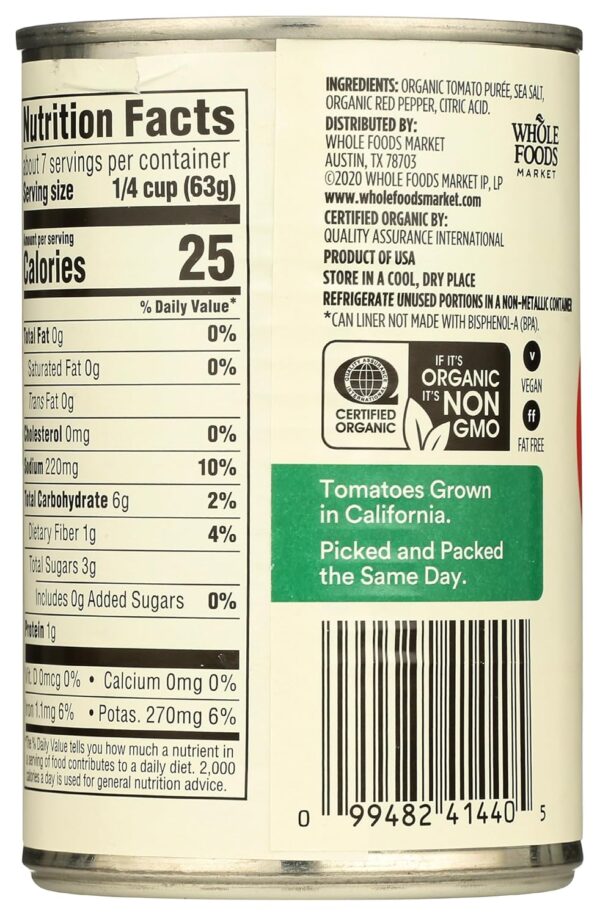 Nutrition Facts
about 7 servings per container
Serving size 1/4 cup (63g)
Amount per serving
Calories 25
% Daily Value*
Total Fat 0g 0%
Saturated Fat 0g 0%
Trans Fat 0g
Cholesterol 0mg 0%
Sodium 220mg 10%
Total Carbohydrate 6g 2%
Dietary Fiber 1g 4%
Total Sugars 3g
Includes 0g Added Sugars 0%
Protein 1g
Vit. D 0mcg 0% • Calcium 0mg 0%
Iron 1.1mg 6% • Potas. 270mg 6%
*The % Daily Value tells you how much a nutrient in
a serving of food contributes to a daily diet. 2,000
calories a day is used for general nutrition advice.
INGREDIENTS: ORGANIC TOMATO PURÉE, SEA SALT,
ORGANIC RED PEPPER, CITRIC ACID.
DISTRIBUTED BY:
WHOLE FOODS MARKET
AUSTIN, TX 78703
©2020 WHOLE FOODS MARKET IP, LP
www.wholefoodsmarket.com
CERTIFIED ORGANIC BY:
QUALITY ASSURANCE INTERNATIONAL
PRODUCT OF USA
STORE IN A COOL, DRY PLACE
REFRIGERATE UNUSED PORTIONS IN A NON-METALLIC CONTAINER
*CAN LINER NOT MADE WITH BISPHENOL-A (BPA).
WHOLE
FOODS
MARKET
QUALITY ASSURANCE INTERNATIONAL
CERTIFIED
ORGANIC
IF IT'S
ORGANIC
IT'S NON
GMO
V
VEGAN
ff
FAT FREE
Tomatoes Grown
in California.
Picked and Packed
the Same Day.
0 99482 41440 5